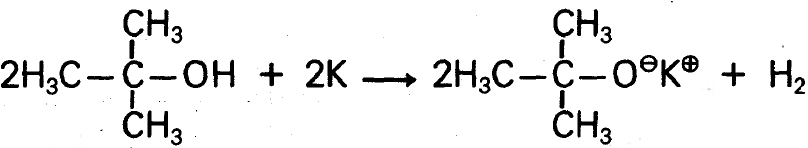 CH₃ CH₃
2H₃C–C–OH + 2K → 2H₃C–C–O⊖K⊕ + H₂
CH₃ CH₃